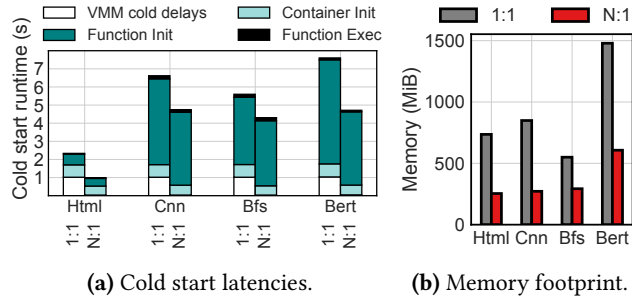 VMM cold delays
Container Init
Function Init
Function Exec
Cold start runtime (s)
7
6
5
4
3
2
1
Html
Cnn
Bfs
Bert
1:1
N:1
1:1
N:1
1:1
N:1
1:1
N:1
(a) Cold start latencies.
1:1
N:1
Memory (MiB)
1500
1000
500
0
Html
Cnn
Bfs
Bert
(b) Memory footprint.